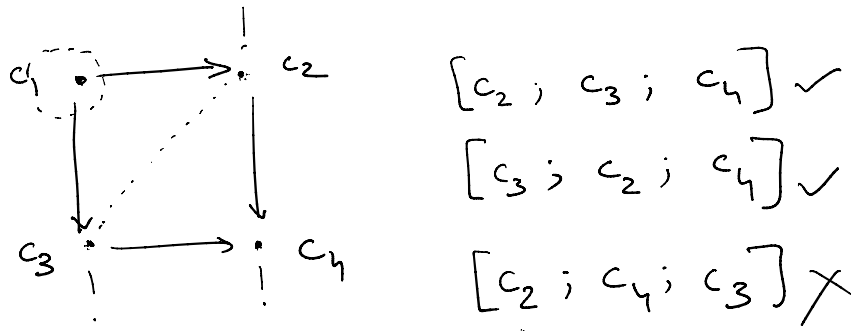 c1
c2
c3
c4
[c2 ; c3 ; c4] ✓
[c3 ; c2 ; c4] ✓
[c2 ; c4 ; c3] ✗